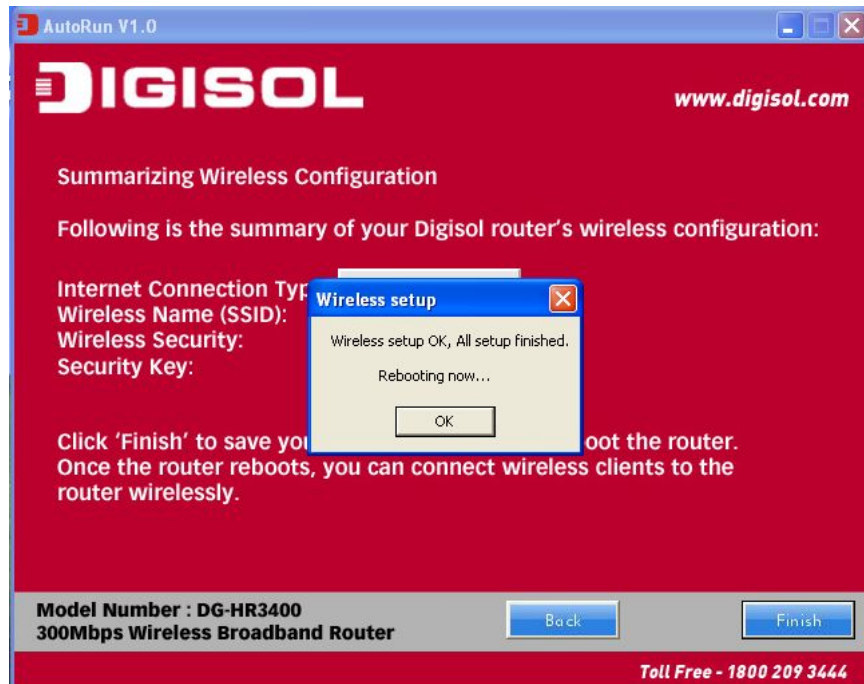 AutoRun V1.0
DIGISOL
www.digisol.com
Summarizing Wireless Configuration
Following is the summary of your Digisol router's wireless configuration:
Internet Connection Typ
Wireless Name (SSID):
Wireless Security:
Security Key:
Wireless setup
Wireless setup OK, All setup finished.
Rebooting now...
OK
Click 'Finish' to save you oot the router.
Once the router reboots, you can connect wireless clients to the
router wirelessly.
Model Number : DG-HR3400
300Mbps Wireless Broadband Router
Back
Finish
Toll Free - 1800 209 3444